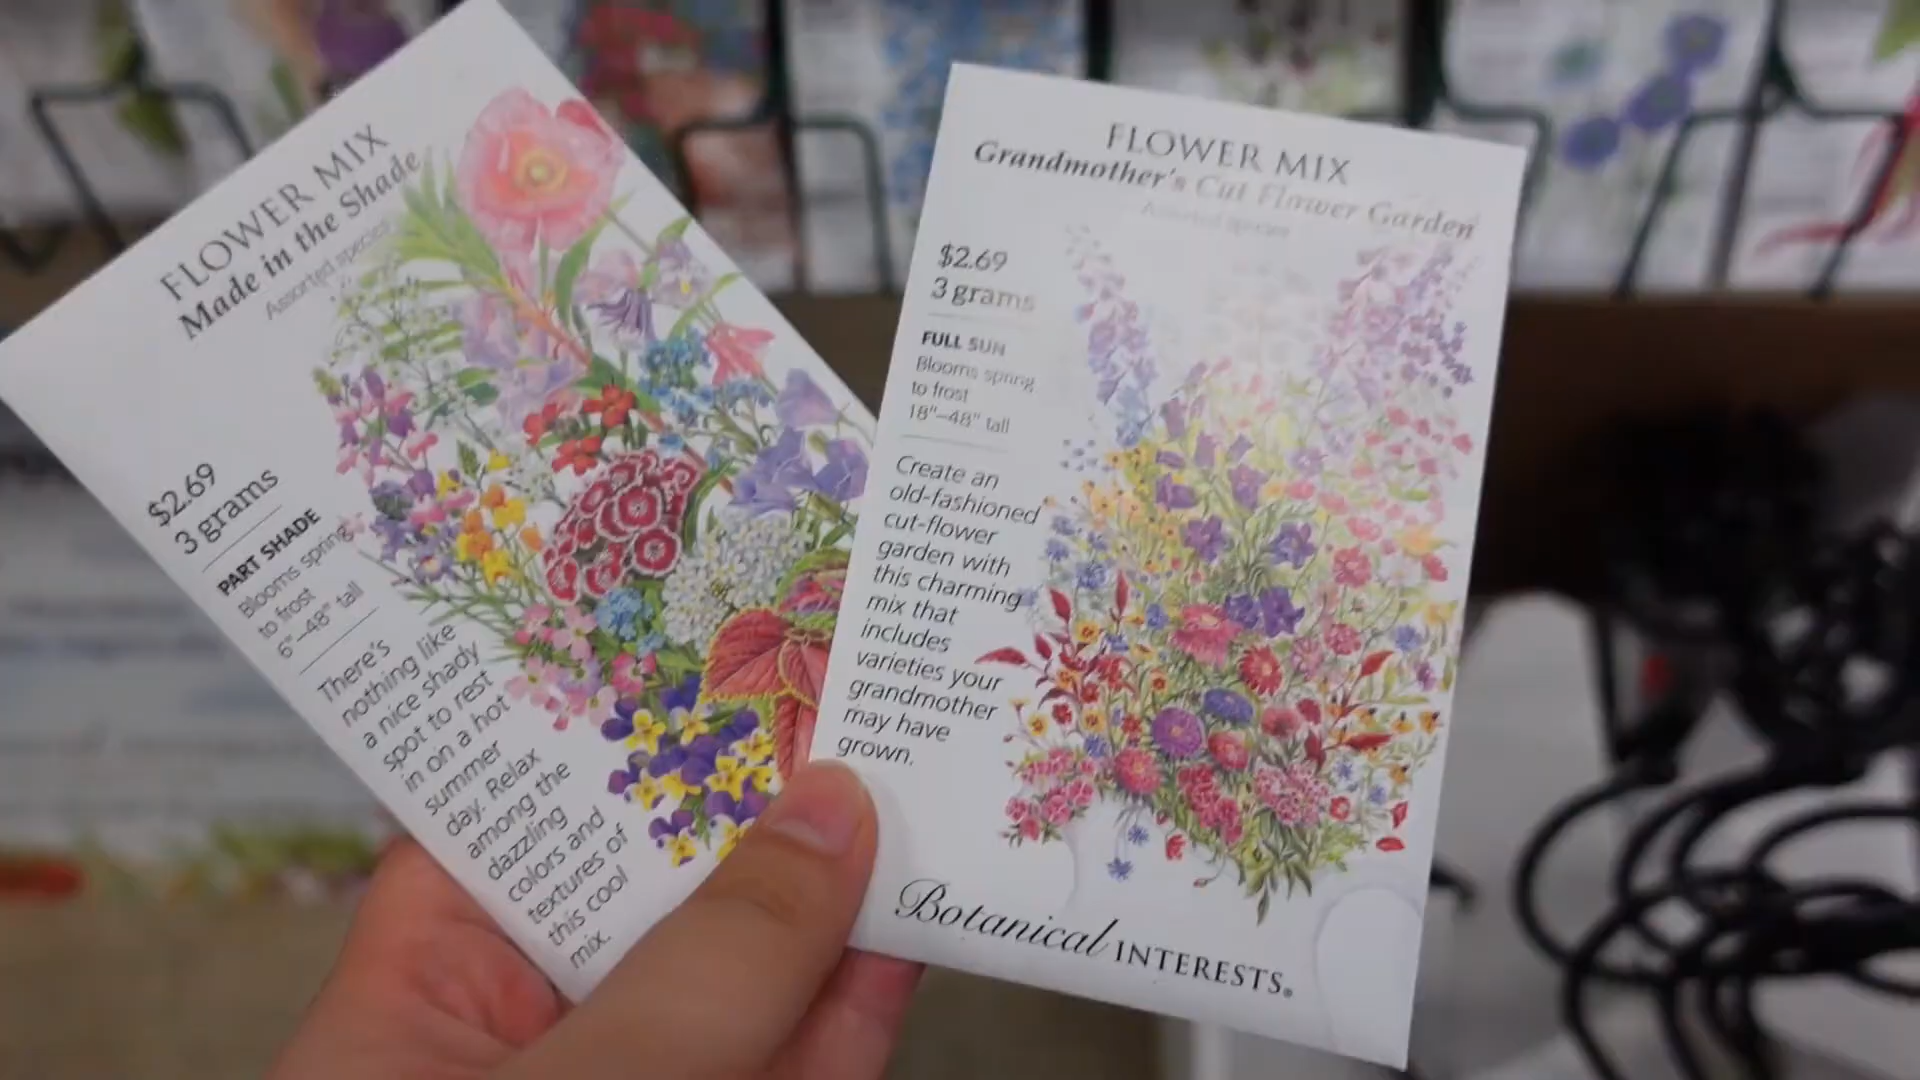 FLOWER MIX
Made in the Shade
Assorted species
$2.69
3 grams
PART SHADE
Blooms spring
to frost
6"–48" tall
There's
nothing like
a nice shady
spot to rest
in on a hot
summer
day. Relax
among the
dazzling
colors and
textures of
this cool
mix.
FLOWER MIX
Grandmother's Cut Flower Garden
Assorted species
$2.69
3 grams
FULL SUN
Blooms spring
to frost
18"–48" tall
Create an
old-fashioned
cut-flower
garden with
this charming
mix that
includes
varieties your
grandmother
may have
grown.
Botanical INTERESTS®